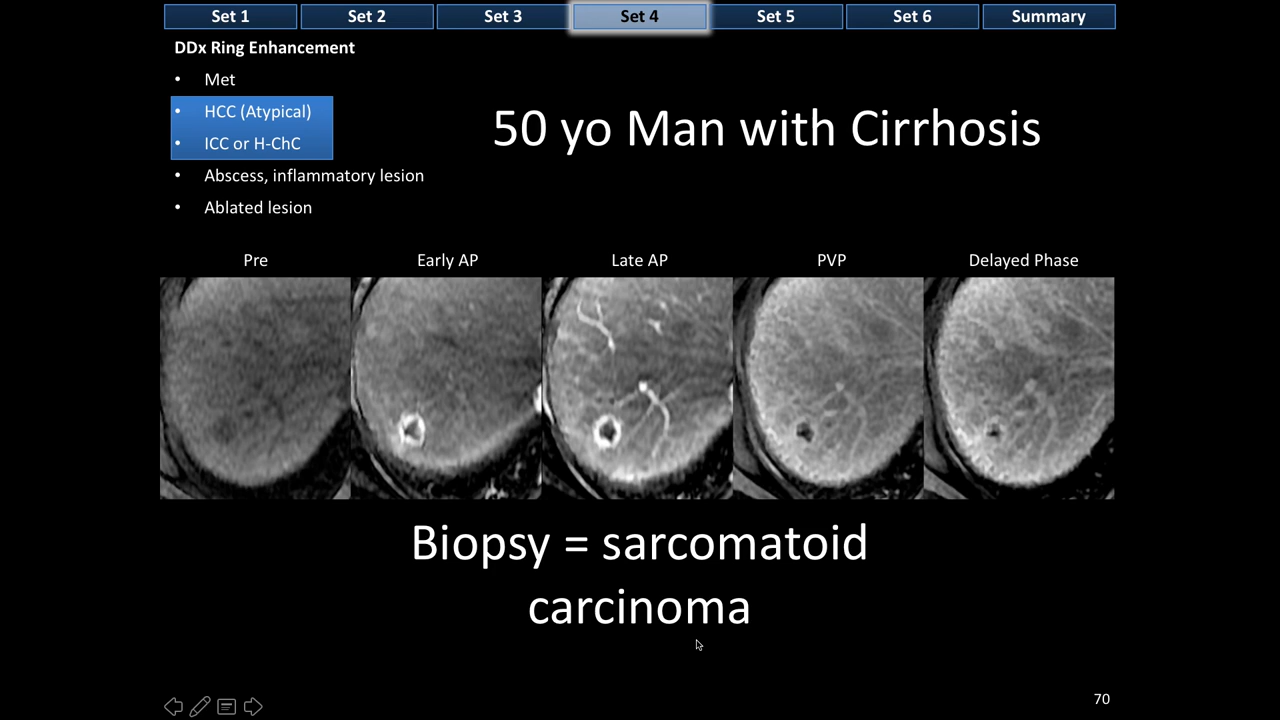 Set 1
Set 2
Set 3
Set 4
Set 5
Set 6
Summary
DDx Ring Enhancement
• Met
• HCC (Atypical)
• ICC or H-ChC
• Abscess, inflammatory lesion
• Ablated lesion
50 yo Man with Cirrhosis
Pre
Early AP
Late AP
PVP
Delayed Phase
Biopsy = sarcomatoid
carcinoma
70